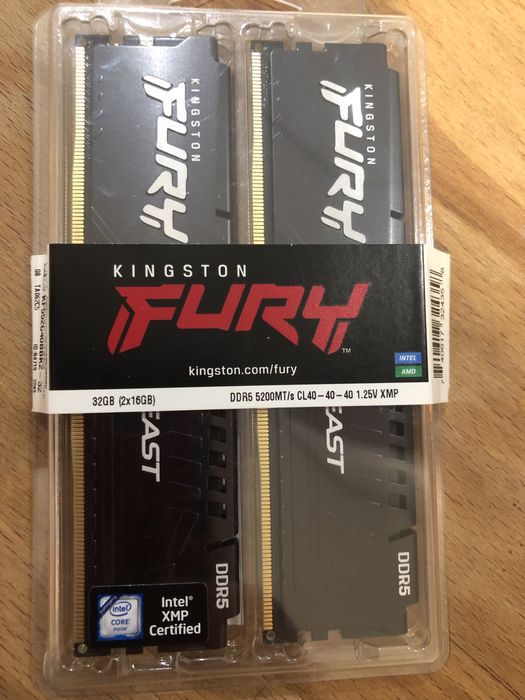 KINGSTON
FURY
KINGSTON
FURY
KINGSTON
FURY
TM
kingston.com/fury
INTEL
AMD
32GB (2x16GB)
DDR5 5200MT/s CL40-40-40 1.25V XMP
EAST
EAST
DDR5
DDR5
intel
CORE
Intel®
XMP
Certified